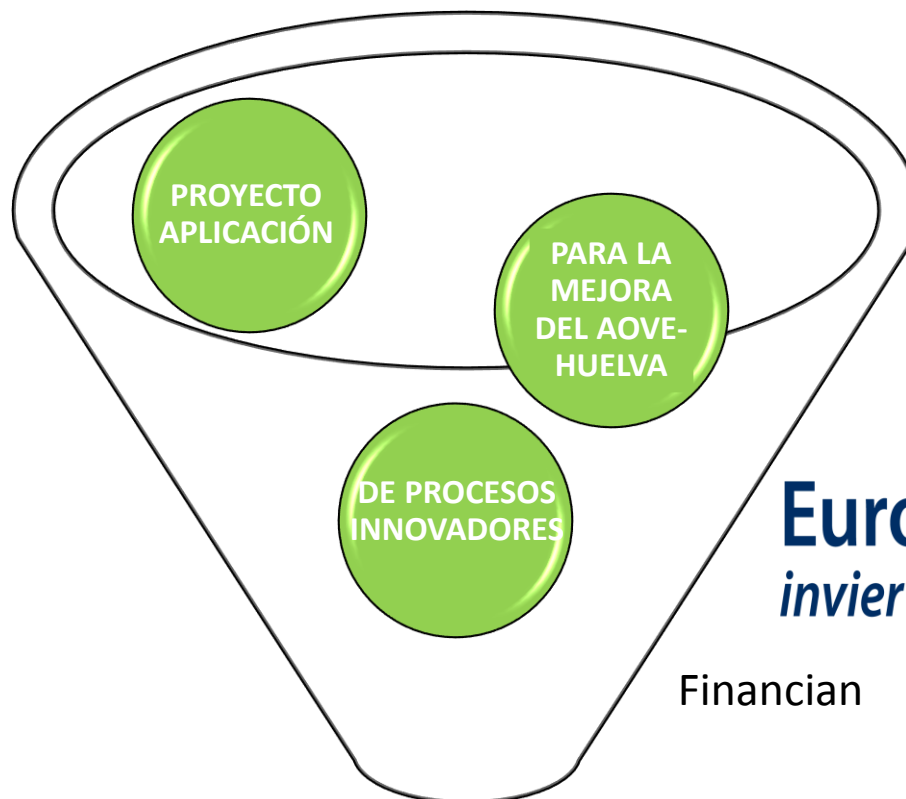 PROYECTO
APLICACIÓN
PARA LA
MEJORA
DEL AOVE-
HUELVA
DE PROCESOS
INNOVADORES
Euro
invier
Financian